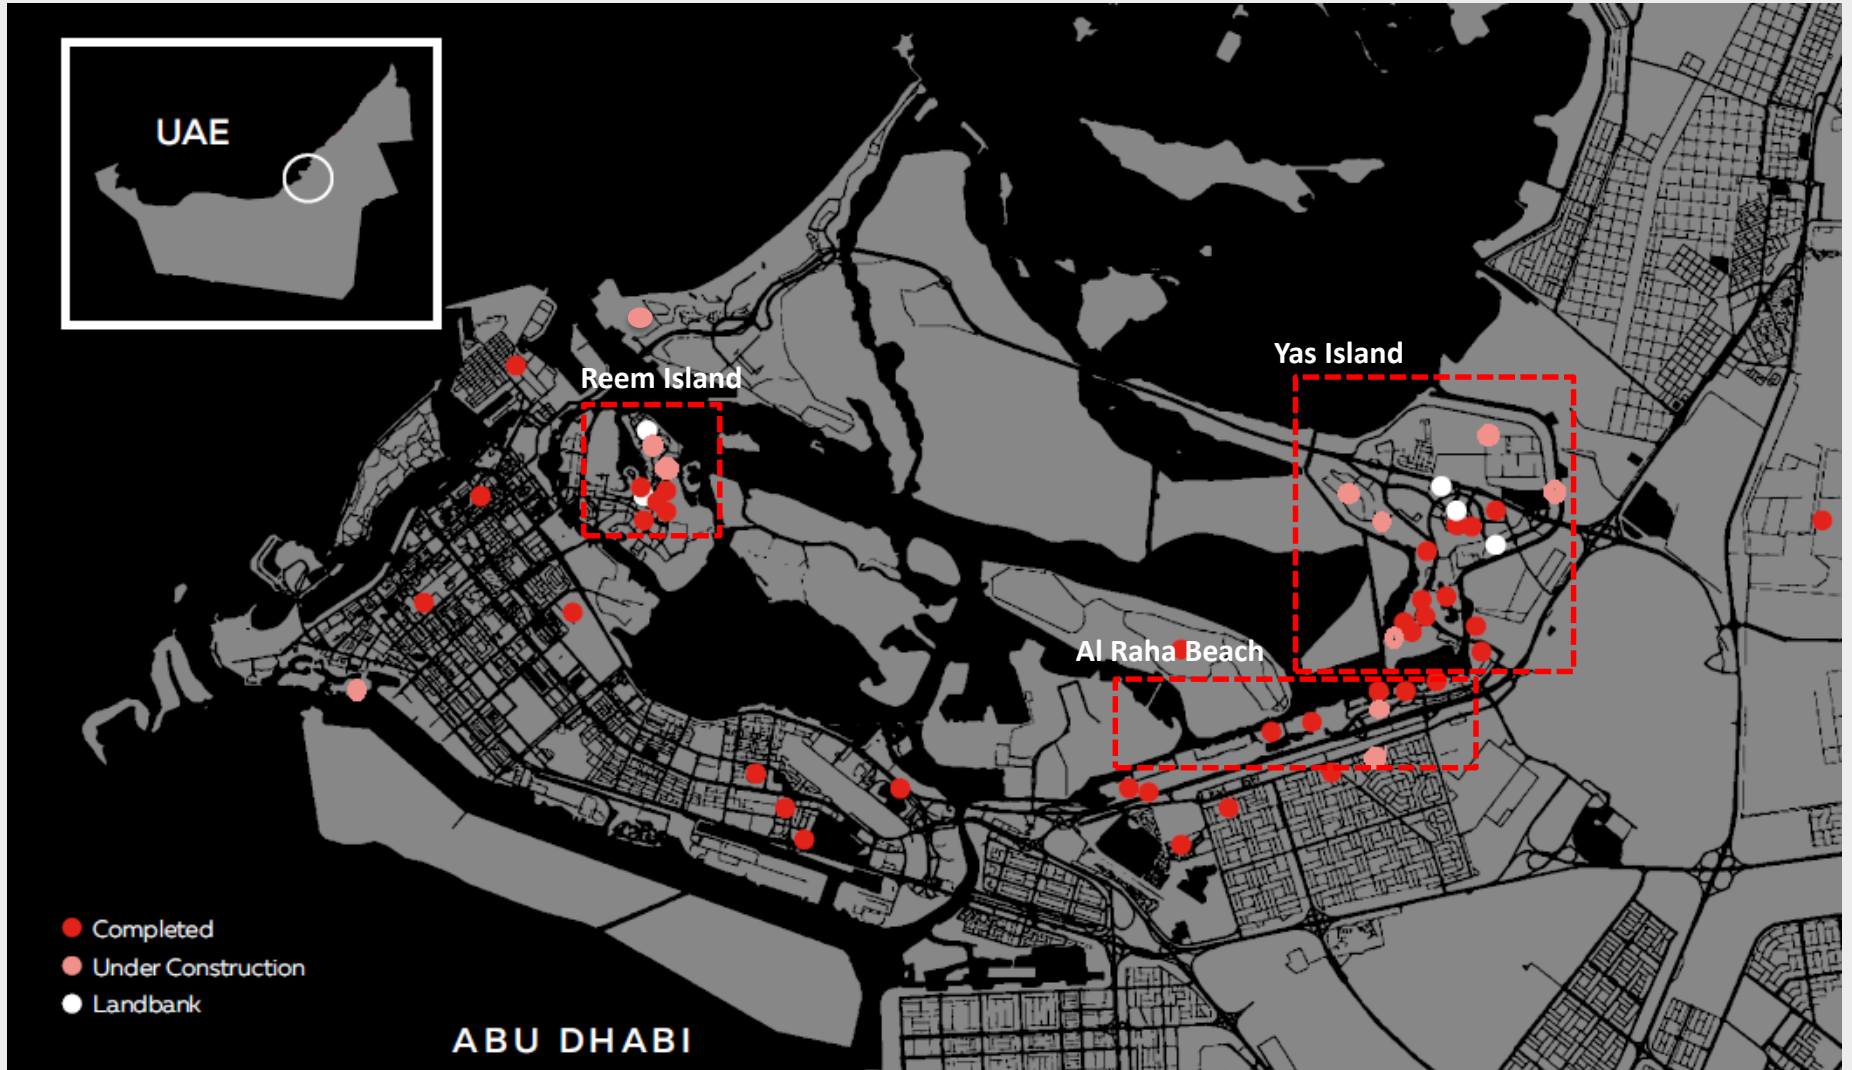 UAE
Reem Island
Yas Island
Al Raha Beach
Completed
Under Construction
Landbank
ABU DHABI